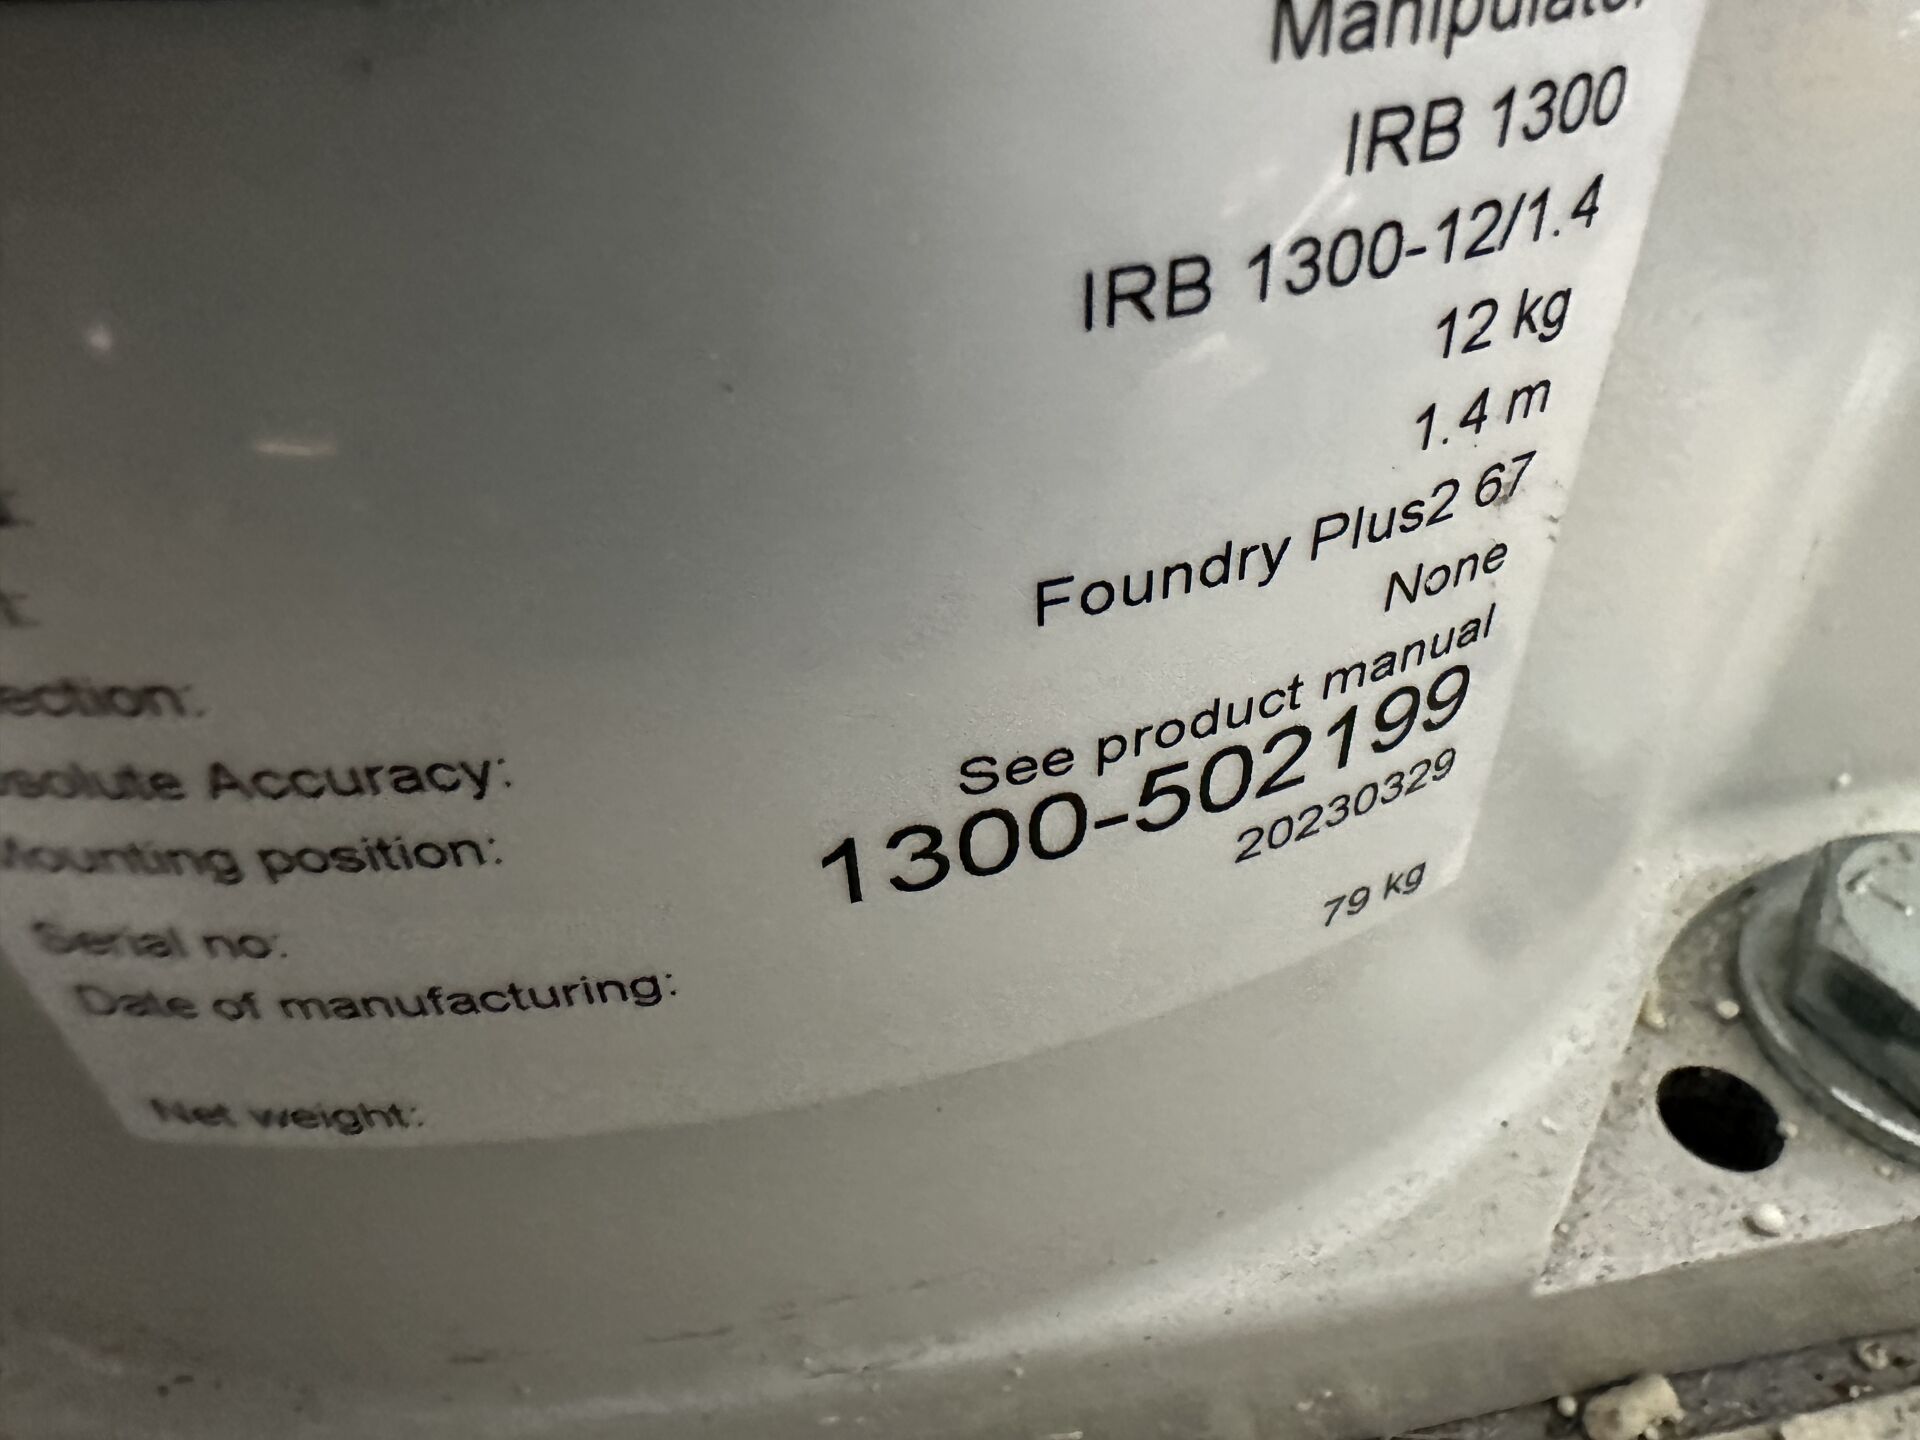 Manipulator
IRB 1300
IRB 1300-12/1.4
12 kg
1.4 m
Foundry Plus2 67
Absolute Accuracy: None
Mounting position: See product manual
Serial no: 1300-502199
Date of manufacturing: 20230329
Net weight: 79 kg